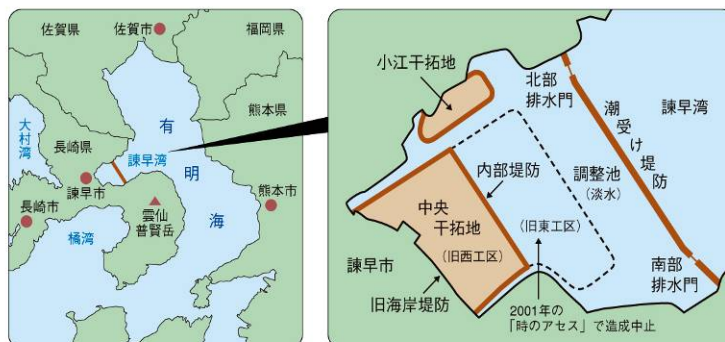 佐賀県
佐賀市
福岡県
熊本県
大村湾
長崎県
有明海
諫早湾
諫早市
長崎市
雲仙
普賢岳
熊本市
橘湾
小江干拓地
北部
排水門
潮受け堤防
諫早湾
内部堤防
調整池
(淡水)
中央
干拓地
(旧西工区)
(旧東工区)
諫早市
旧海岸堤防
2001年の
「時のアセス」で造成中止
南部
排水門